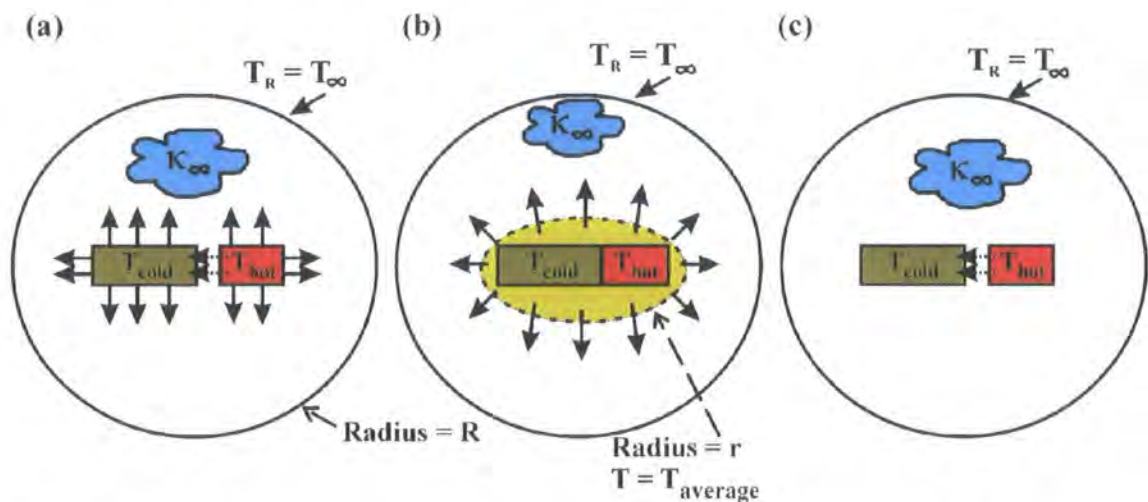 (a)
T_R = T_∞
K_∞
T_cold
T_hot
Radius = R
(b)
T_R = T_∞
K_∞
T_cold
T_hot
Radius = r
T = T_average
(c)
T_R = T_∞
K_∞
T_cold
T_hot